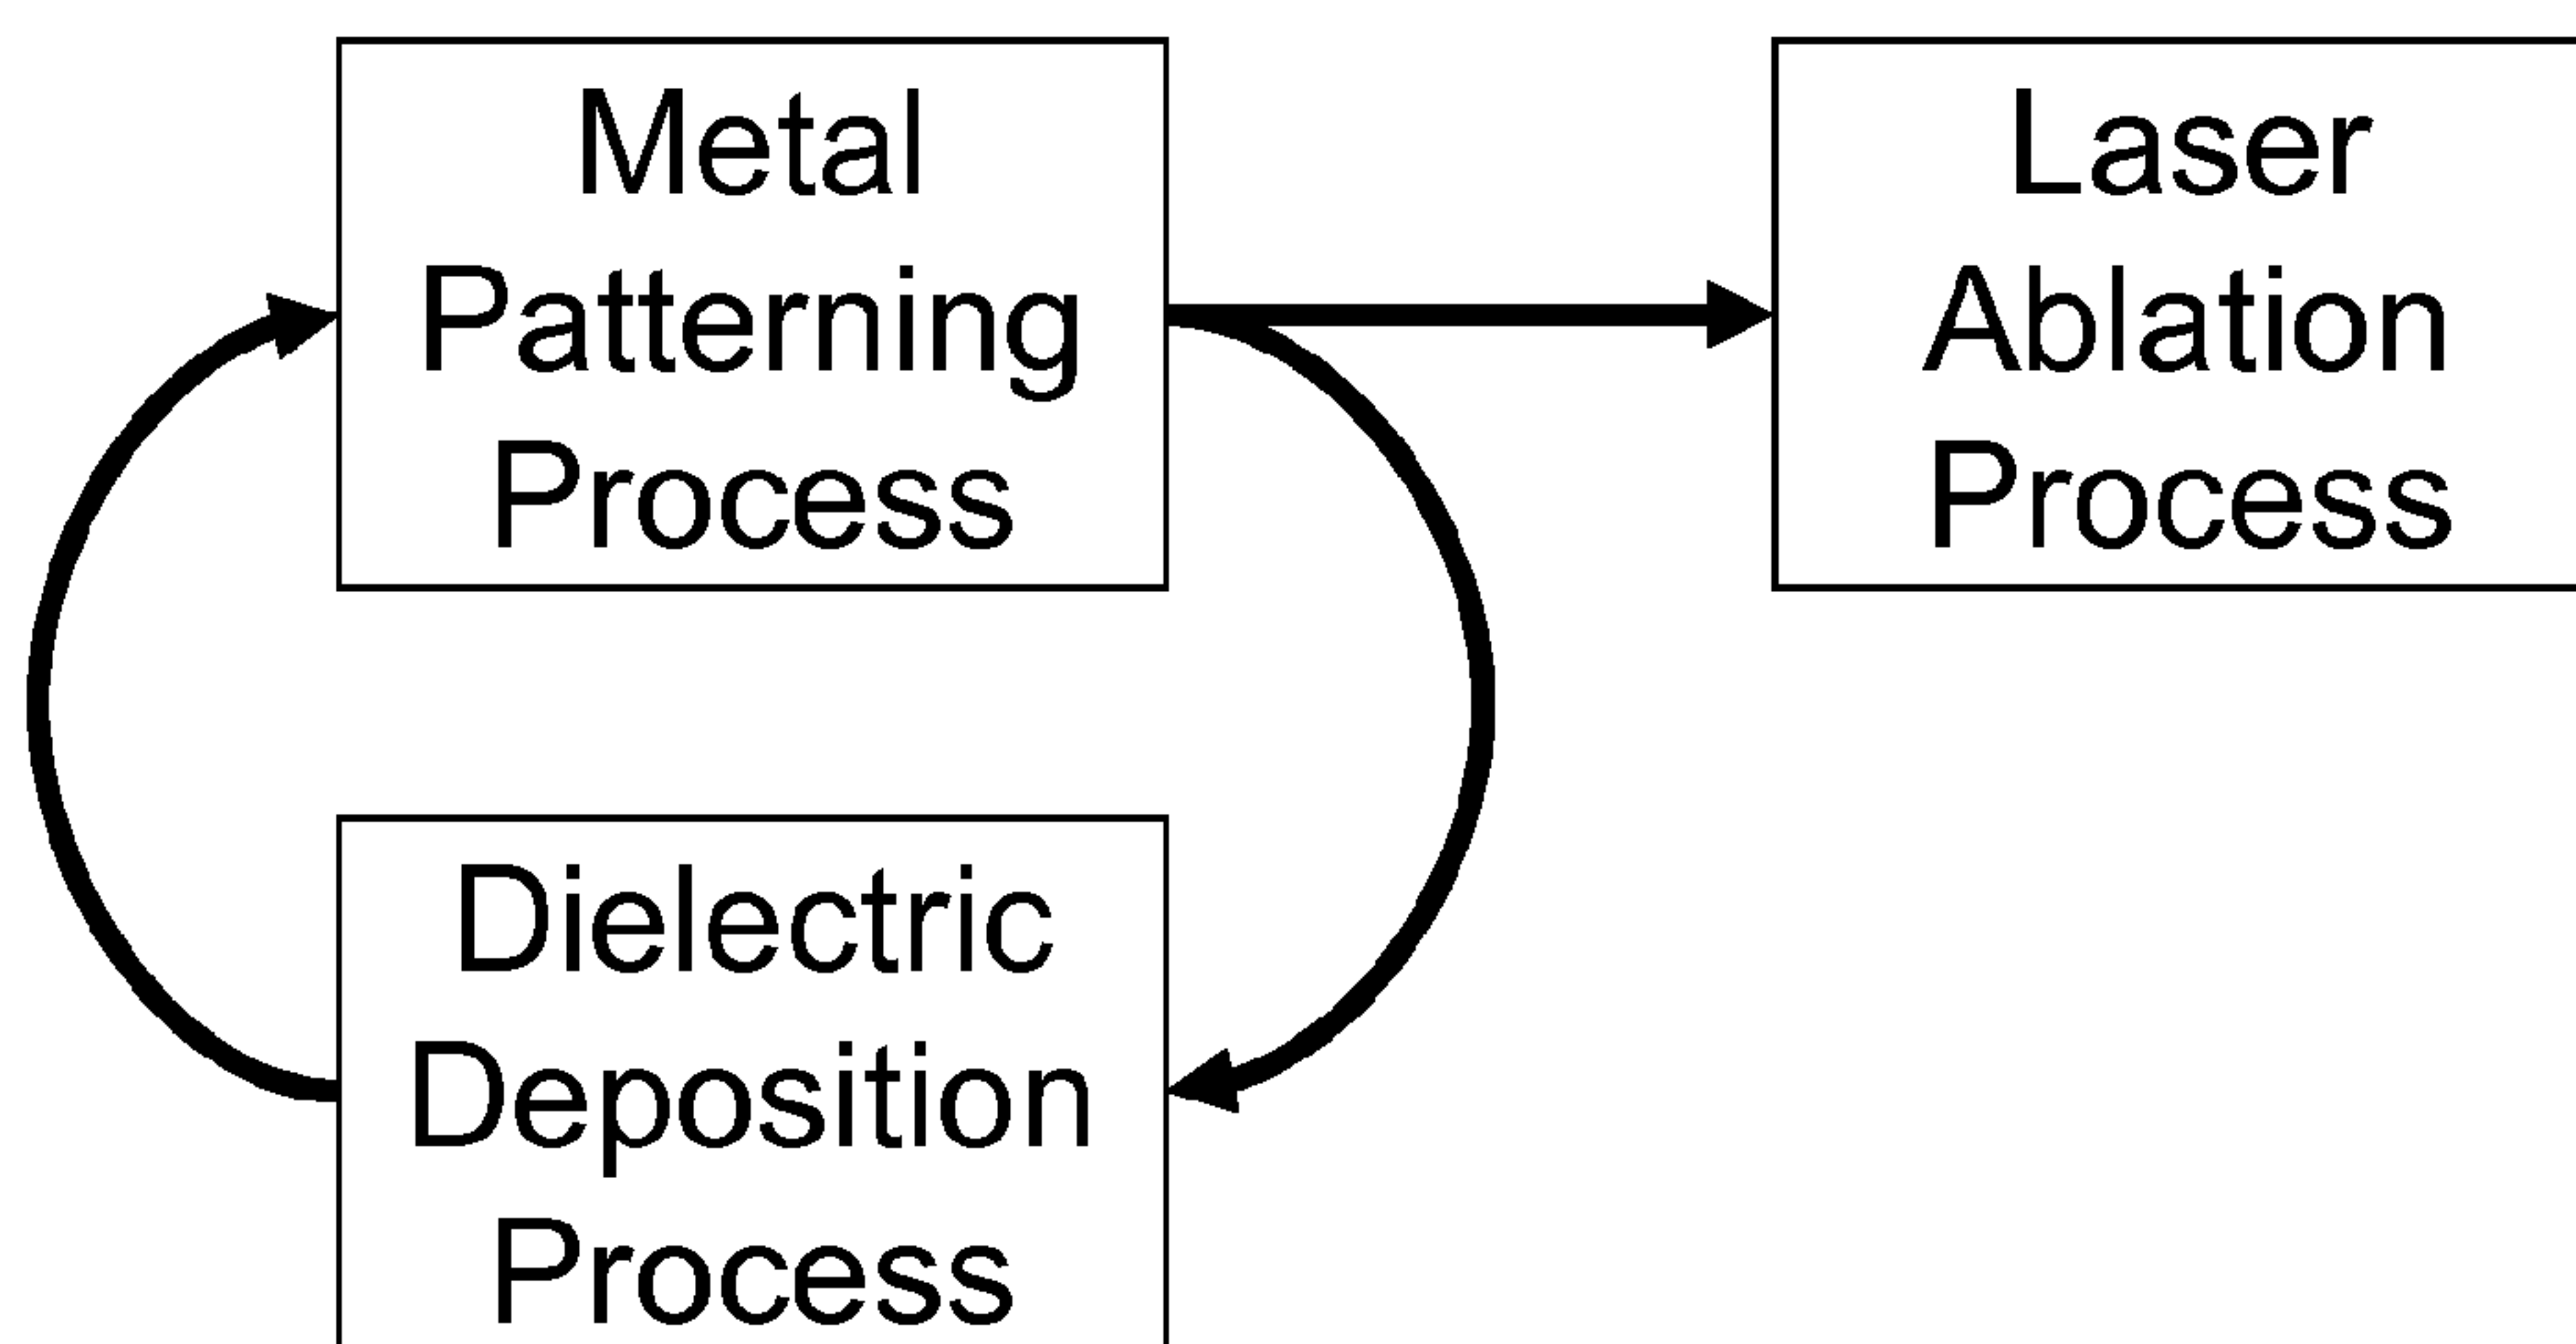 Metal
Patterning
Process
Laser
Ablation
Process
Dielectric
Deposition
Process